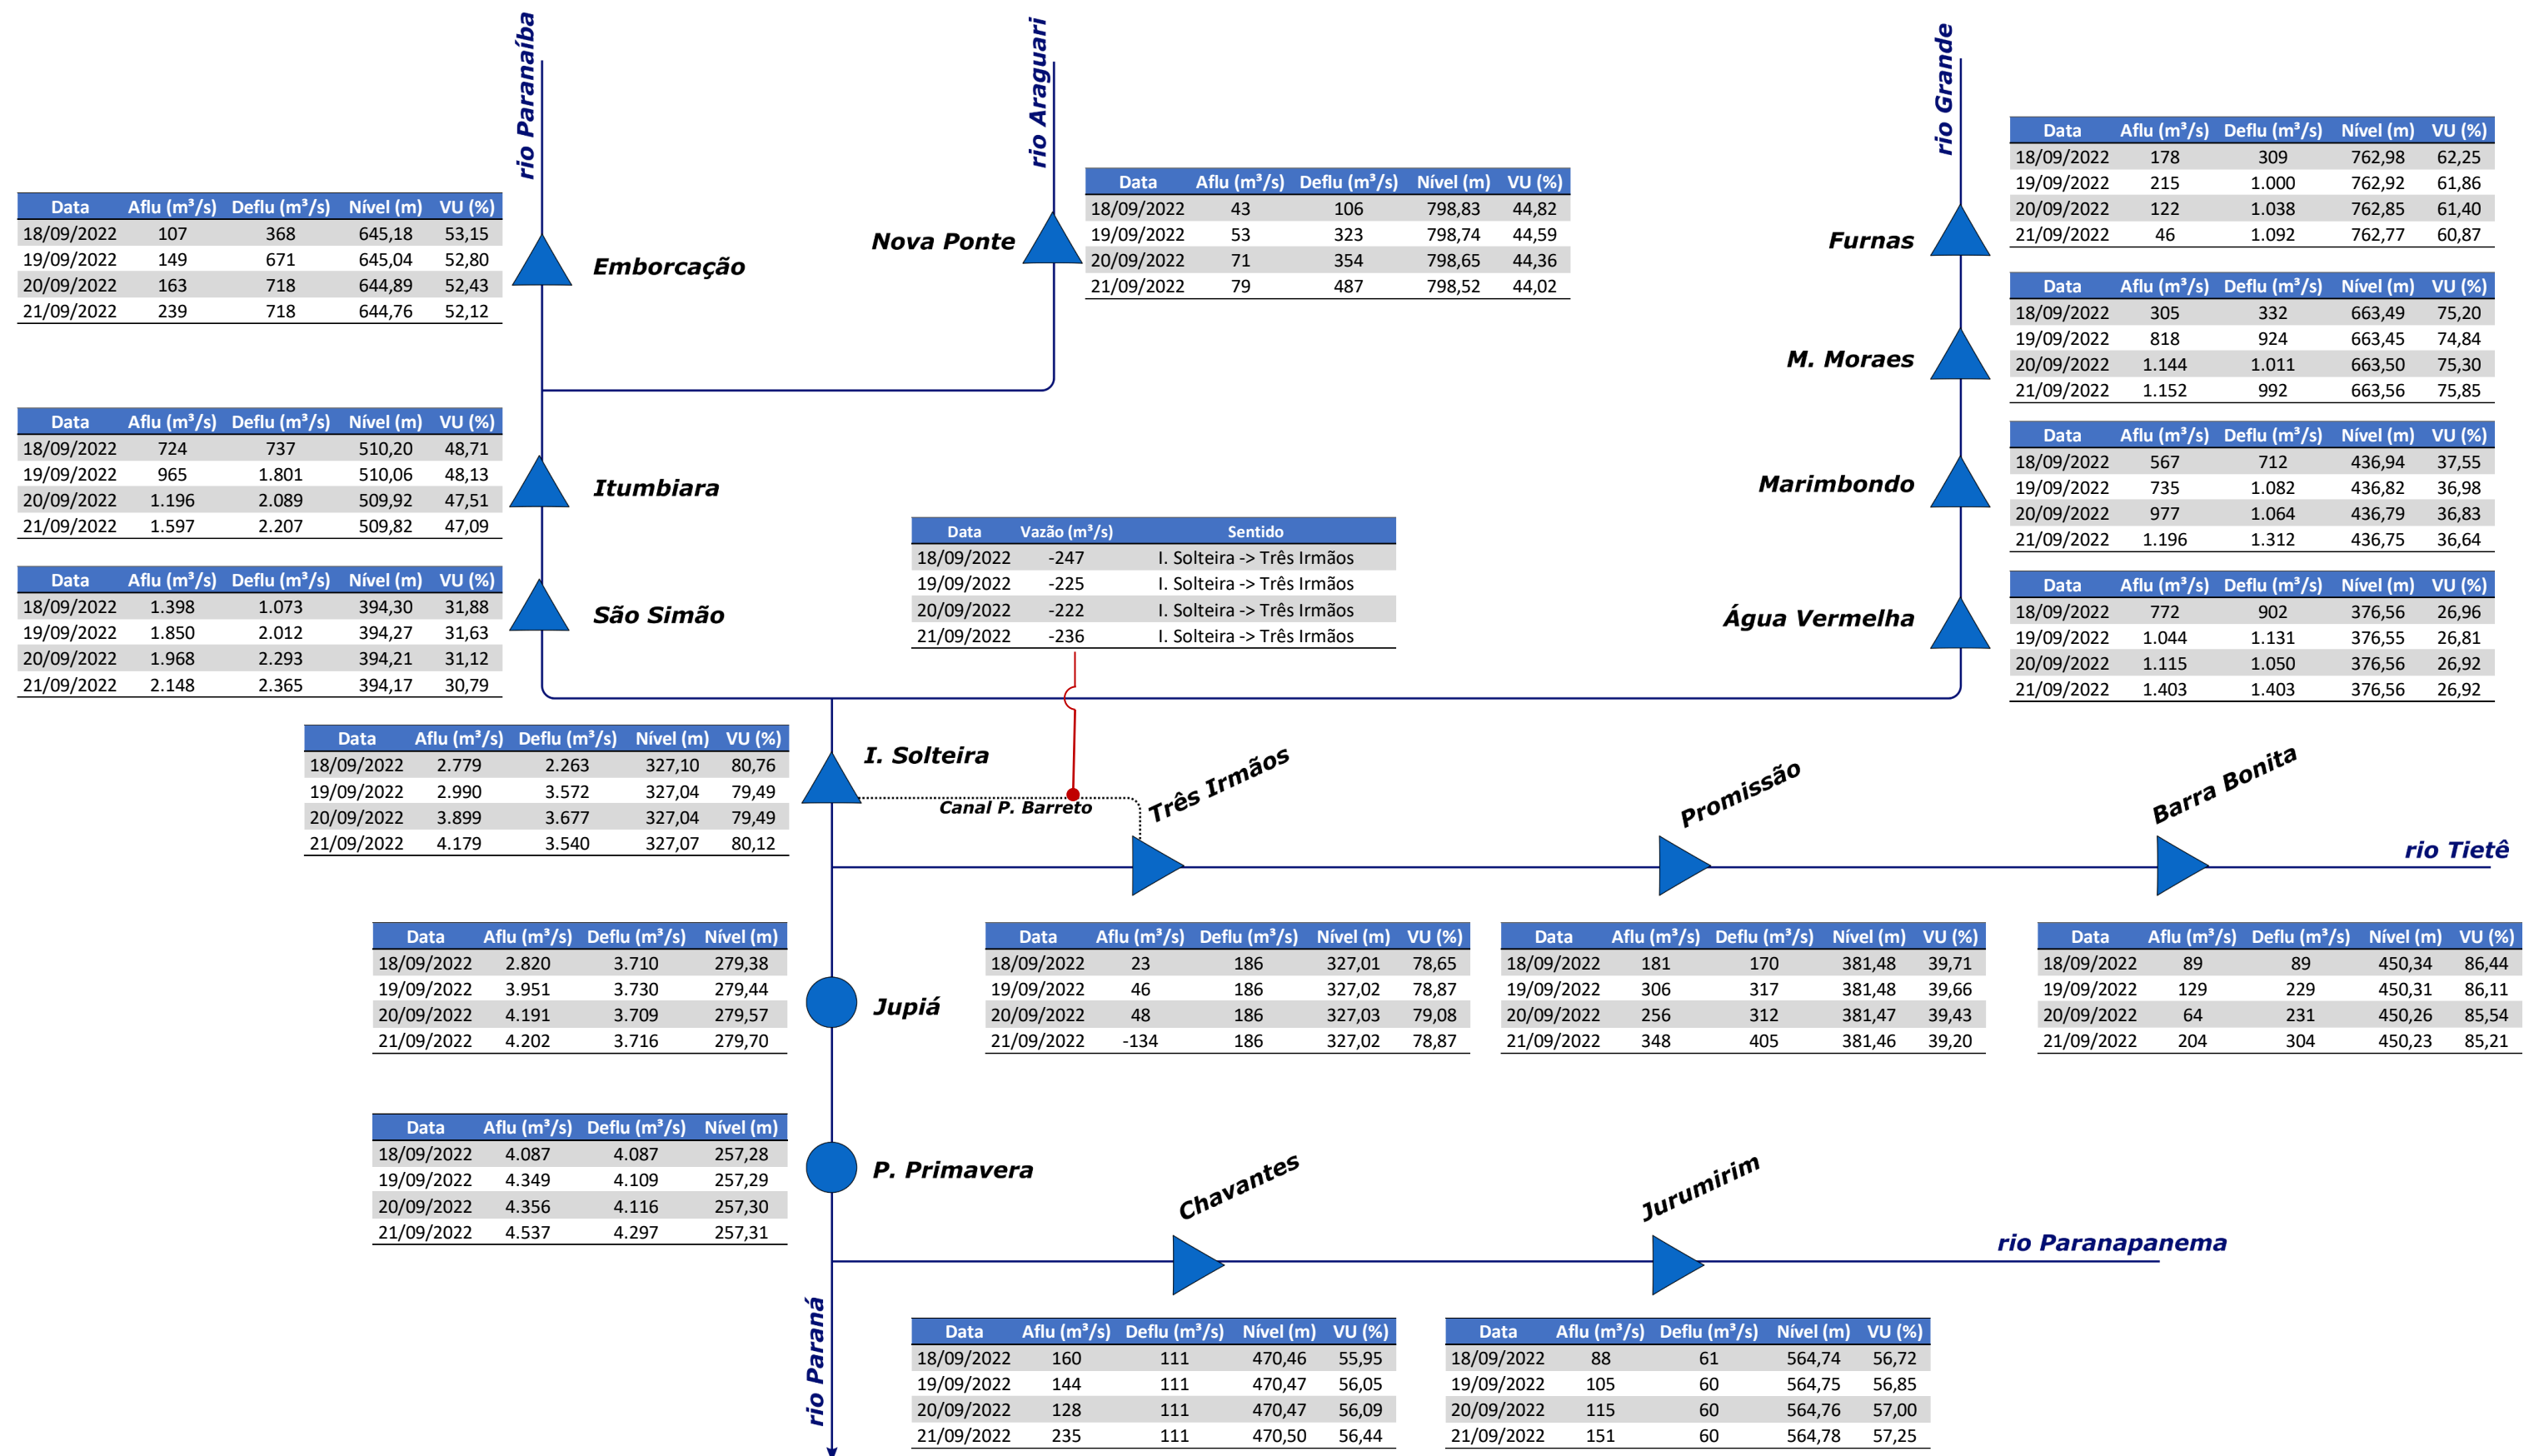 rio Paranaíba
rio Araguari
rio Grande
Data Aflu (m³/s) Deflu (m³/s) Nível (m) VU (%)
18/09/2022 107 368 645,18 53,15
19/09/2022 149 671 645,04 52,80
20/09/2022 163 718 644,89 52,43
21/09/2022 239 718 644,76 52,12
Emborcação
Nova Ponte
Data Aflu (m³/s) Deflu (m³/s) Nível (m) VU (%)
18/09/2022 43 106 798,83 44,82
19/09/2022 53 323 798,74 44,59
20/09/2022 71 354 798,65 44,36
21/09/2022 79 487 798,52 44,02
Furnas
Data Aflu (m³/s) Deflu (m³/s) Nível (m) VU (%)
18/09/2022 178 309 762,98 62,25
19/09/2022 215 1.000 762,92 61,86
20/09/2022 122 1.038 762,85 61,40
21/09/2022 46 1.092 762,77 60,87
M. Moraes
Data Aflu (m³/s) Deflu (m³/s) Nível (m) VU (%)
18/09/2022 305 332 663,49 75,20
19/09/2022 818 924 663,45 74,84
20/09/2022 1.144 1.011 663,50 75,30
21/09/2022 1.152 992 663,56 75,85
Data Aflu (m³/s) Deflu (m³/s) Nível (m) VU (%)
18/09/2022 724 737 510,20 48,71
19/09/2022 965 1.801 510,06 48,13
20/09/2022 1.196 2.089 509,92 47,51
21/09/2022 1.597 2.207 509,82 47,09
Itumbiara
Marimbondo
Data Aflu (m³/s) Deflu (m³/s) Nível (m) VU (%)
18/09/2022 567 712 436,94 37,55
19/09/2022 735 1.082 436,82 36,98
20/09/2022 977 1.064 436,79 36,83
21/09/2022 1.196 1.312 436,75 36,64
Data Vazão (m³/s) Sentido
18/09/2022 -247 I. Solteira -> Três Irmãos
19/09/2022 -225 I. Solteira -> Três Irmãos
20/09/2022 -222 I. Solteira -> Três Irmãos
21/09/2022 -236 I. Solteira -> Três Irmãos
Data Aflu (m³/s) Deflu (m³/s) Nível (m) VU (%)
18/09/2022 1.398 1.073 394,30 31,88
19/09/2022 1.850 2.012 394,27 31,63
20/09/2022 1.968 2.293 394,21 31,12
21/09/2022 2.148 2.365 394,17 30,79
São Simão
Água Vermelha
Data Aflu (m³/s) Deflu (m³/s) Nível (m) VU (%)
18/09/2022 772 902 376,56 26,96
19/09/2022 1.044 1.131 376,55 26,81
20/09/2022 1.115 1.050 376,56 26,92
21/09/2022 1.403 1.403 376,56 26,92
Data Aflu (m³/s) Deflu (m³/s) Nível (m) VU (%)
18/09/2022 2.779 2.263 327,10 80,76
19/09/2022 2.990 3.572 327,04 79,49
20/09/2022 3.899 3.677 327,04 79,49
21/09/2022 4.179 3.540 327,07 80,12
I. Solteira
Canal P. Barreto
Três Irmãos
Promissão
Barra Bonita
rio Tietê
Data Aflu (m³/s) Deflu (m³/s) Nível (m)
18/09/2022 2.820 3.710 279,38
19/09/2022 3.951 3.730 279,44
20/09/2022 4.191 3.709 279,57
21/09/2022 4.202 3.716 279,70
Jupiá
Data Aflu (m³/s) Deflu (m³/s) Nível (m) VU (%)
18/09/2022 23 186 327,01 78,65
19/09/2022 46 186 327,02 78,87
20/09/2022 48 186 327,03 79,08
21/09/2022 -134 186 327,02 78,87
Data Aflu (m³/s) Deflu (m³/s) Nível (m) VU (%)
18/09/2022 181 170 381,48 39,71
19/09/2022 306 317 381,48 39,66
20/09/2022 256 312 381,47 39,43
21/09/2022 348 405 381,46 39,20
Data Aflu (m³/s) Deflu (m³/s) Nível (m) VU (%)
18/09/2022 89 89 450,34 86,44
19/09/2022 129 229 450,31 86,11
20/09/2022 64 231 450,26 85,54
21/09/2022 204 304 450,23 85,21
Data Aflu (m³/s) Deflu (m³/s) Nível (m)
18/09/2022 4.087 4.087 257,28
19/09/2022 4.349 4.109 257,29
20/09/2022 4.356 4.116 257,30
21/09/2022 4.537 4.297 257,31
P. Primavera
Chavantes
Jurumirim
rio Paranapanema
rio Paraná
Data Aflu (m³/s) Deflu (m³/s) Nível (m) VU (%)
18/09/2022 160 111 470,46 55,95
19/09/2022 144 111 470,47 56,05
20/09/2022 128 111 470,47 56,09
21/09/2022 235 111 470,50 56,44
Data Aflu (m³/s) Deflu (m³/s) Nível (m) VU (%)
18/09/2022 88 61 564,74 56,72
19/09/2022 105 60 564,75 56,85
20/09/2022 115 60 564,76 57,00
21/09/2022 151 60 564,78 57,25